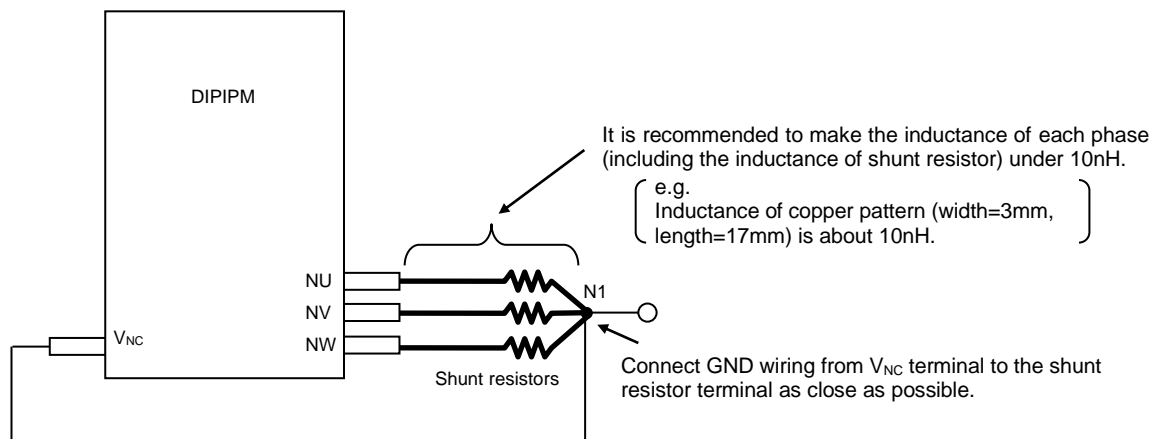 DIPIPM
It is recommended to make the inductance of each phase
(including the inductance of shunt resistor) under 10nH.
e.g.
Inductance of copper pattern (width=3mm,
length=17mm) is about 10nH.
NU
NV
NW
N1
VNC
Shunt resistors
Connect GND wiring from VNC terminal to the shunt
resistor terminal as close as possible.